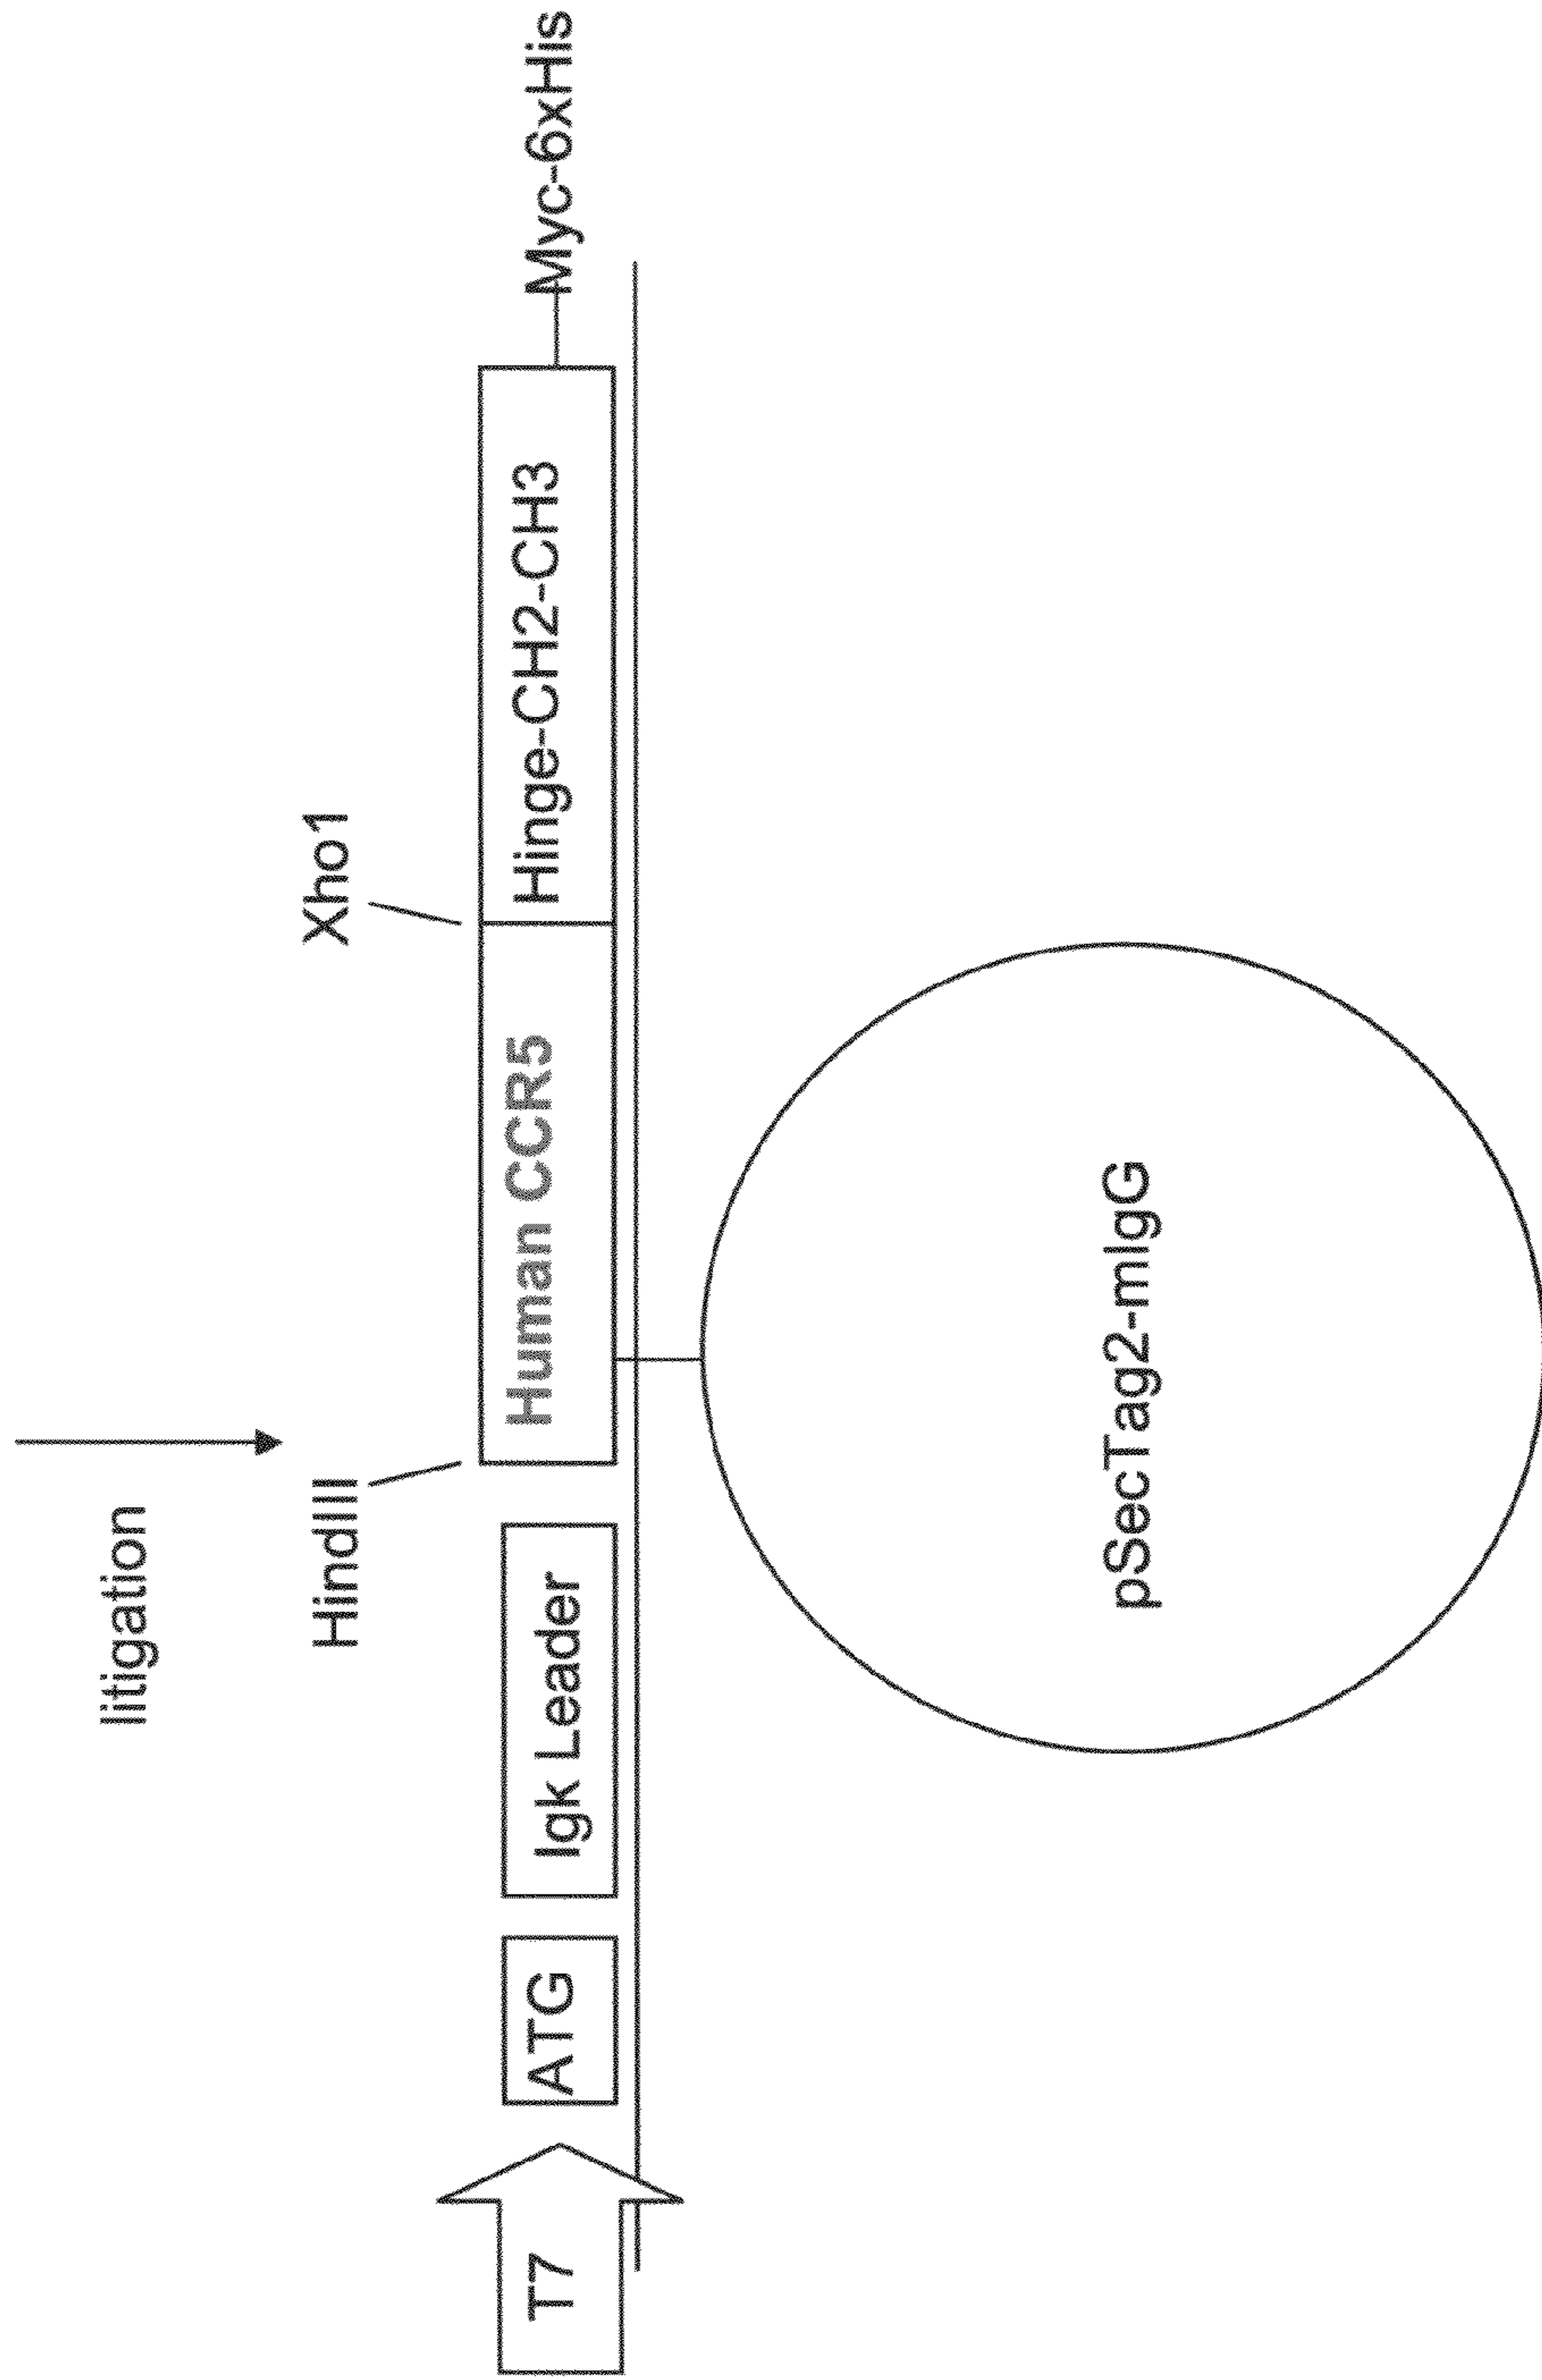 litigation
HindIII
Xho1
T7
ATG
Igk Leader
Human CCR5
Hinge-CH2-CH3
Myc-6xHis
pSecTag2-mIgG